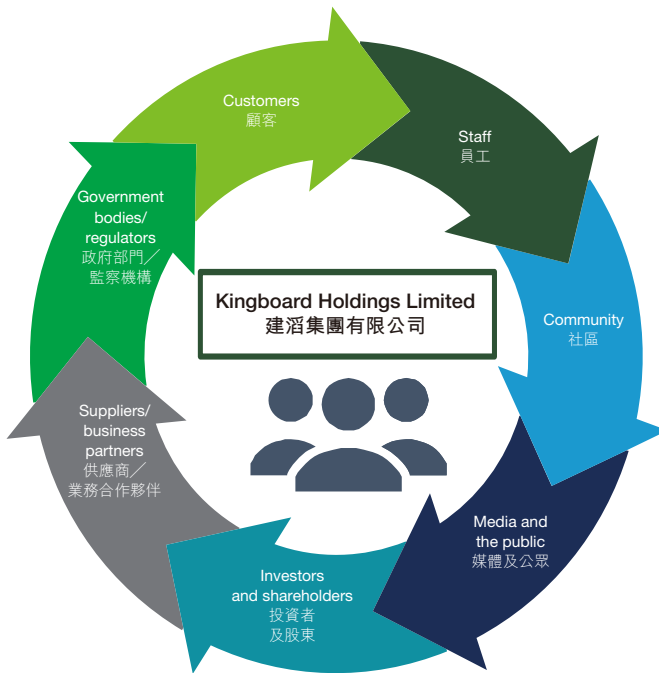 Customers
顧客
Staff
員工
Government
bodies/
regulators
政府部門／
監察機構
Kingboard Holdings Limited
建滔集團有限公司
Community
社區
Suppliers/
business
partners
供應商／
業務合作夥伴
Media and
the public
媒體及公眾
Investors
and shareholders
投資者
及股東